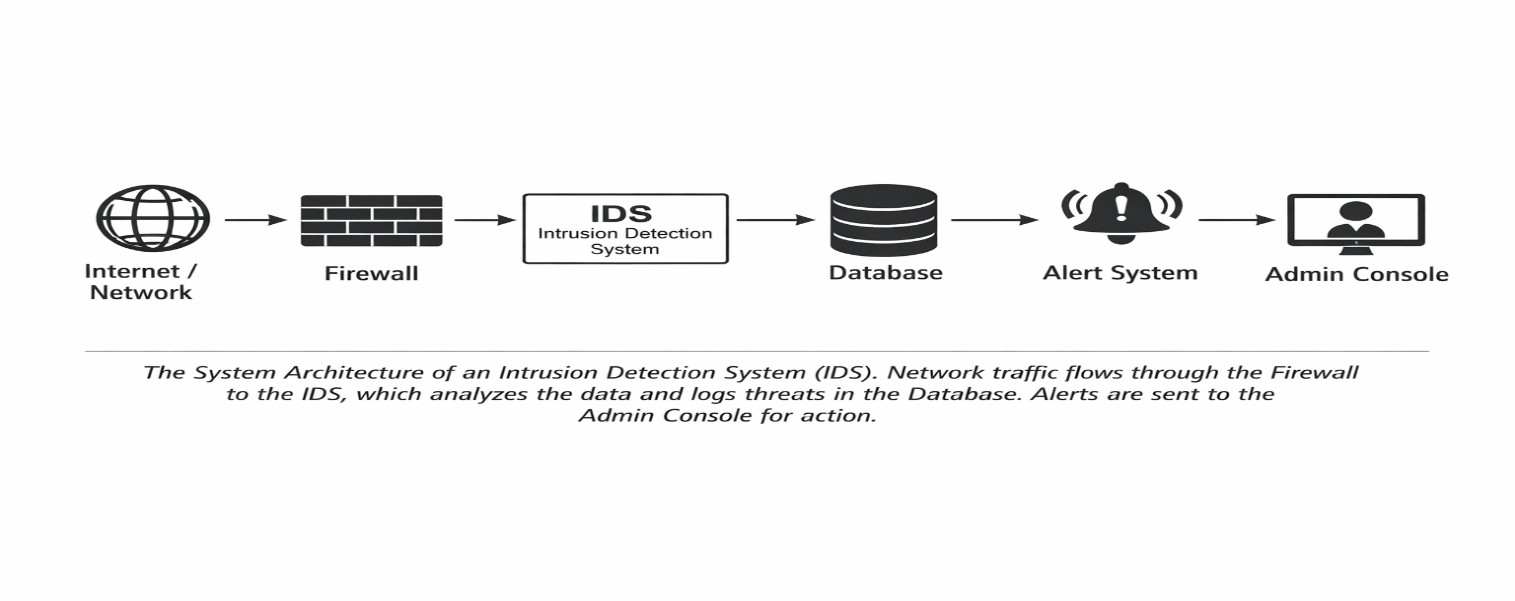 IDS
Intrusion Detection
System
Internet /
Network
Firewall
Database
Alert System
Admin Console
The System Architecture of an Intrusion Detection System (IDS). Network traffic flows through the Firewall
to the IDS, which analyzes the data and logs threats in the Database. Alerts are sent to the
Admin Console for action.